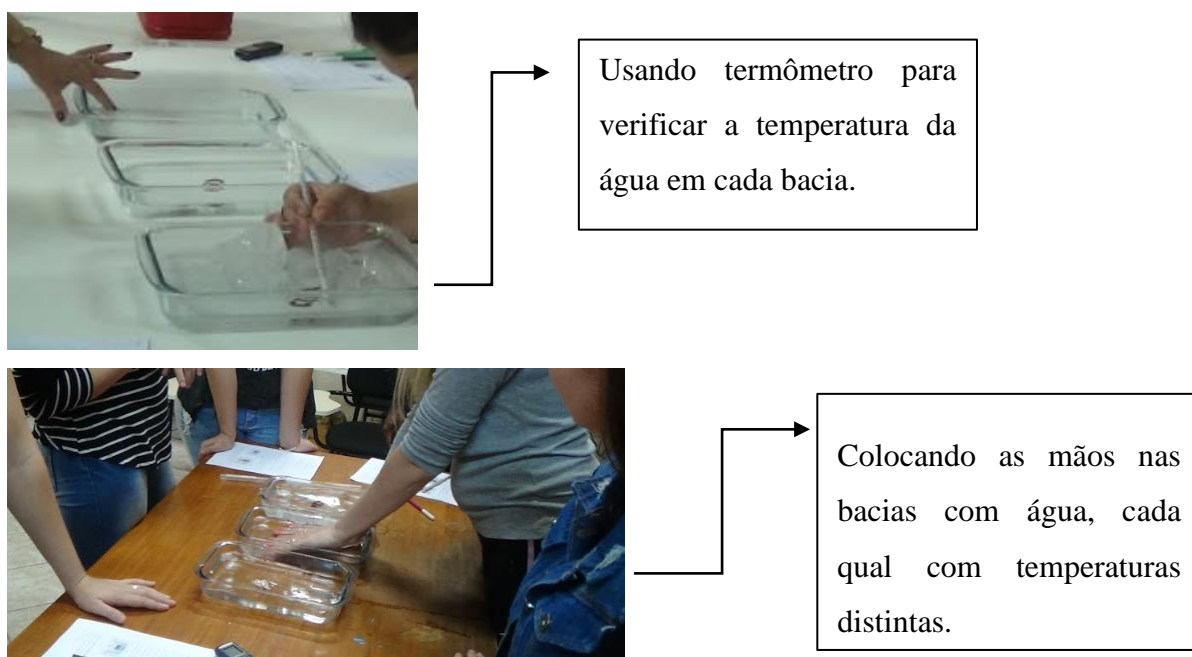 Usando termômetro para
verificar a temperatura da
água em cada bacia.
Colocando as mãos nas
bacias com água, cada
qual com temperaturas
distintas.